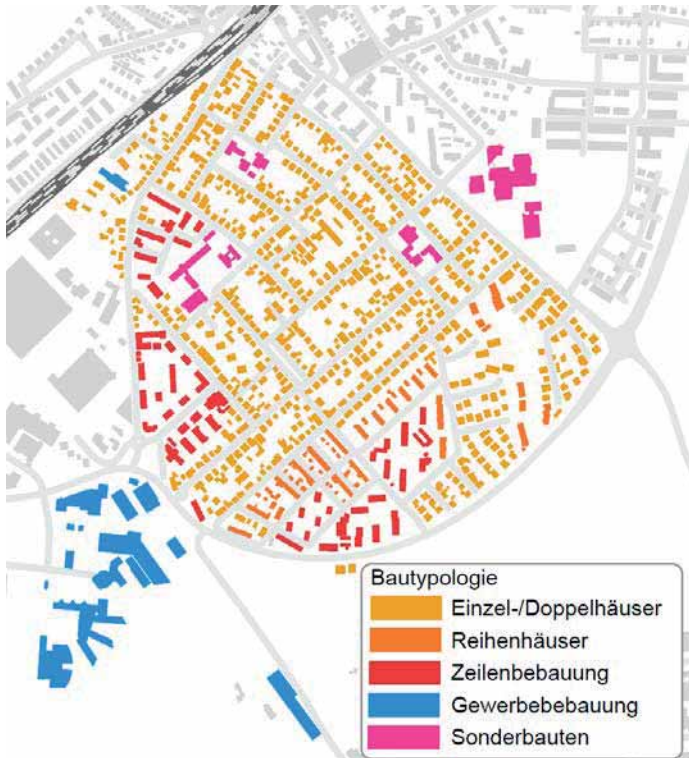 Bautypologie
Einzel-/Doppelhäuser
Reihenhäuser
Zeilenbebauung
Gewerbebebauung
Sonderbauten